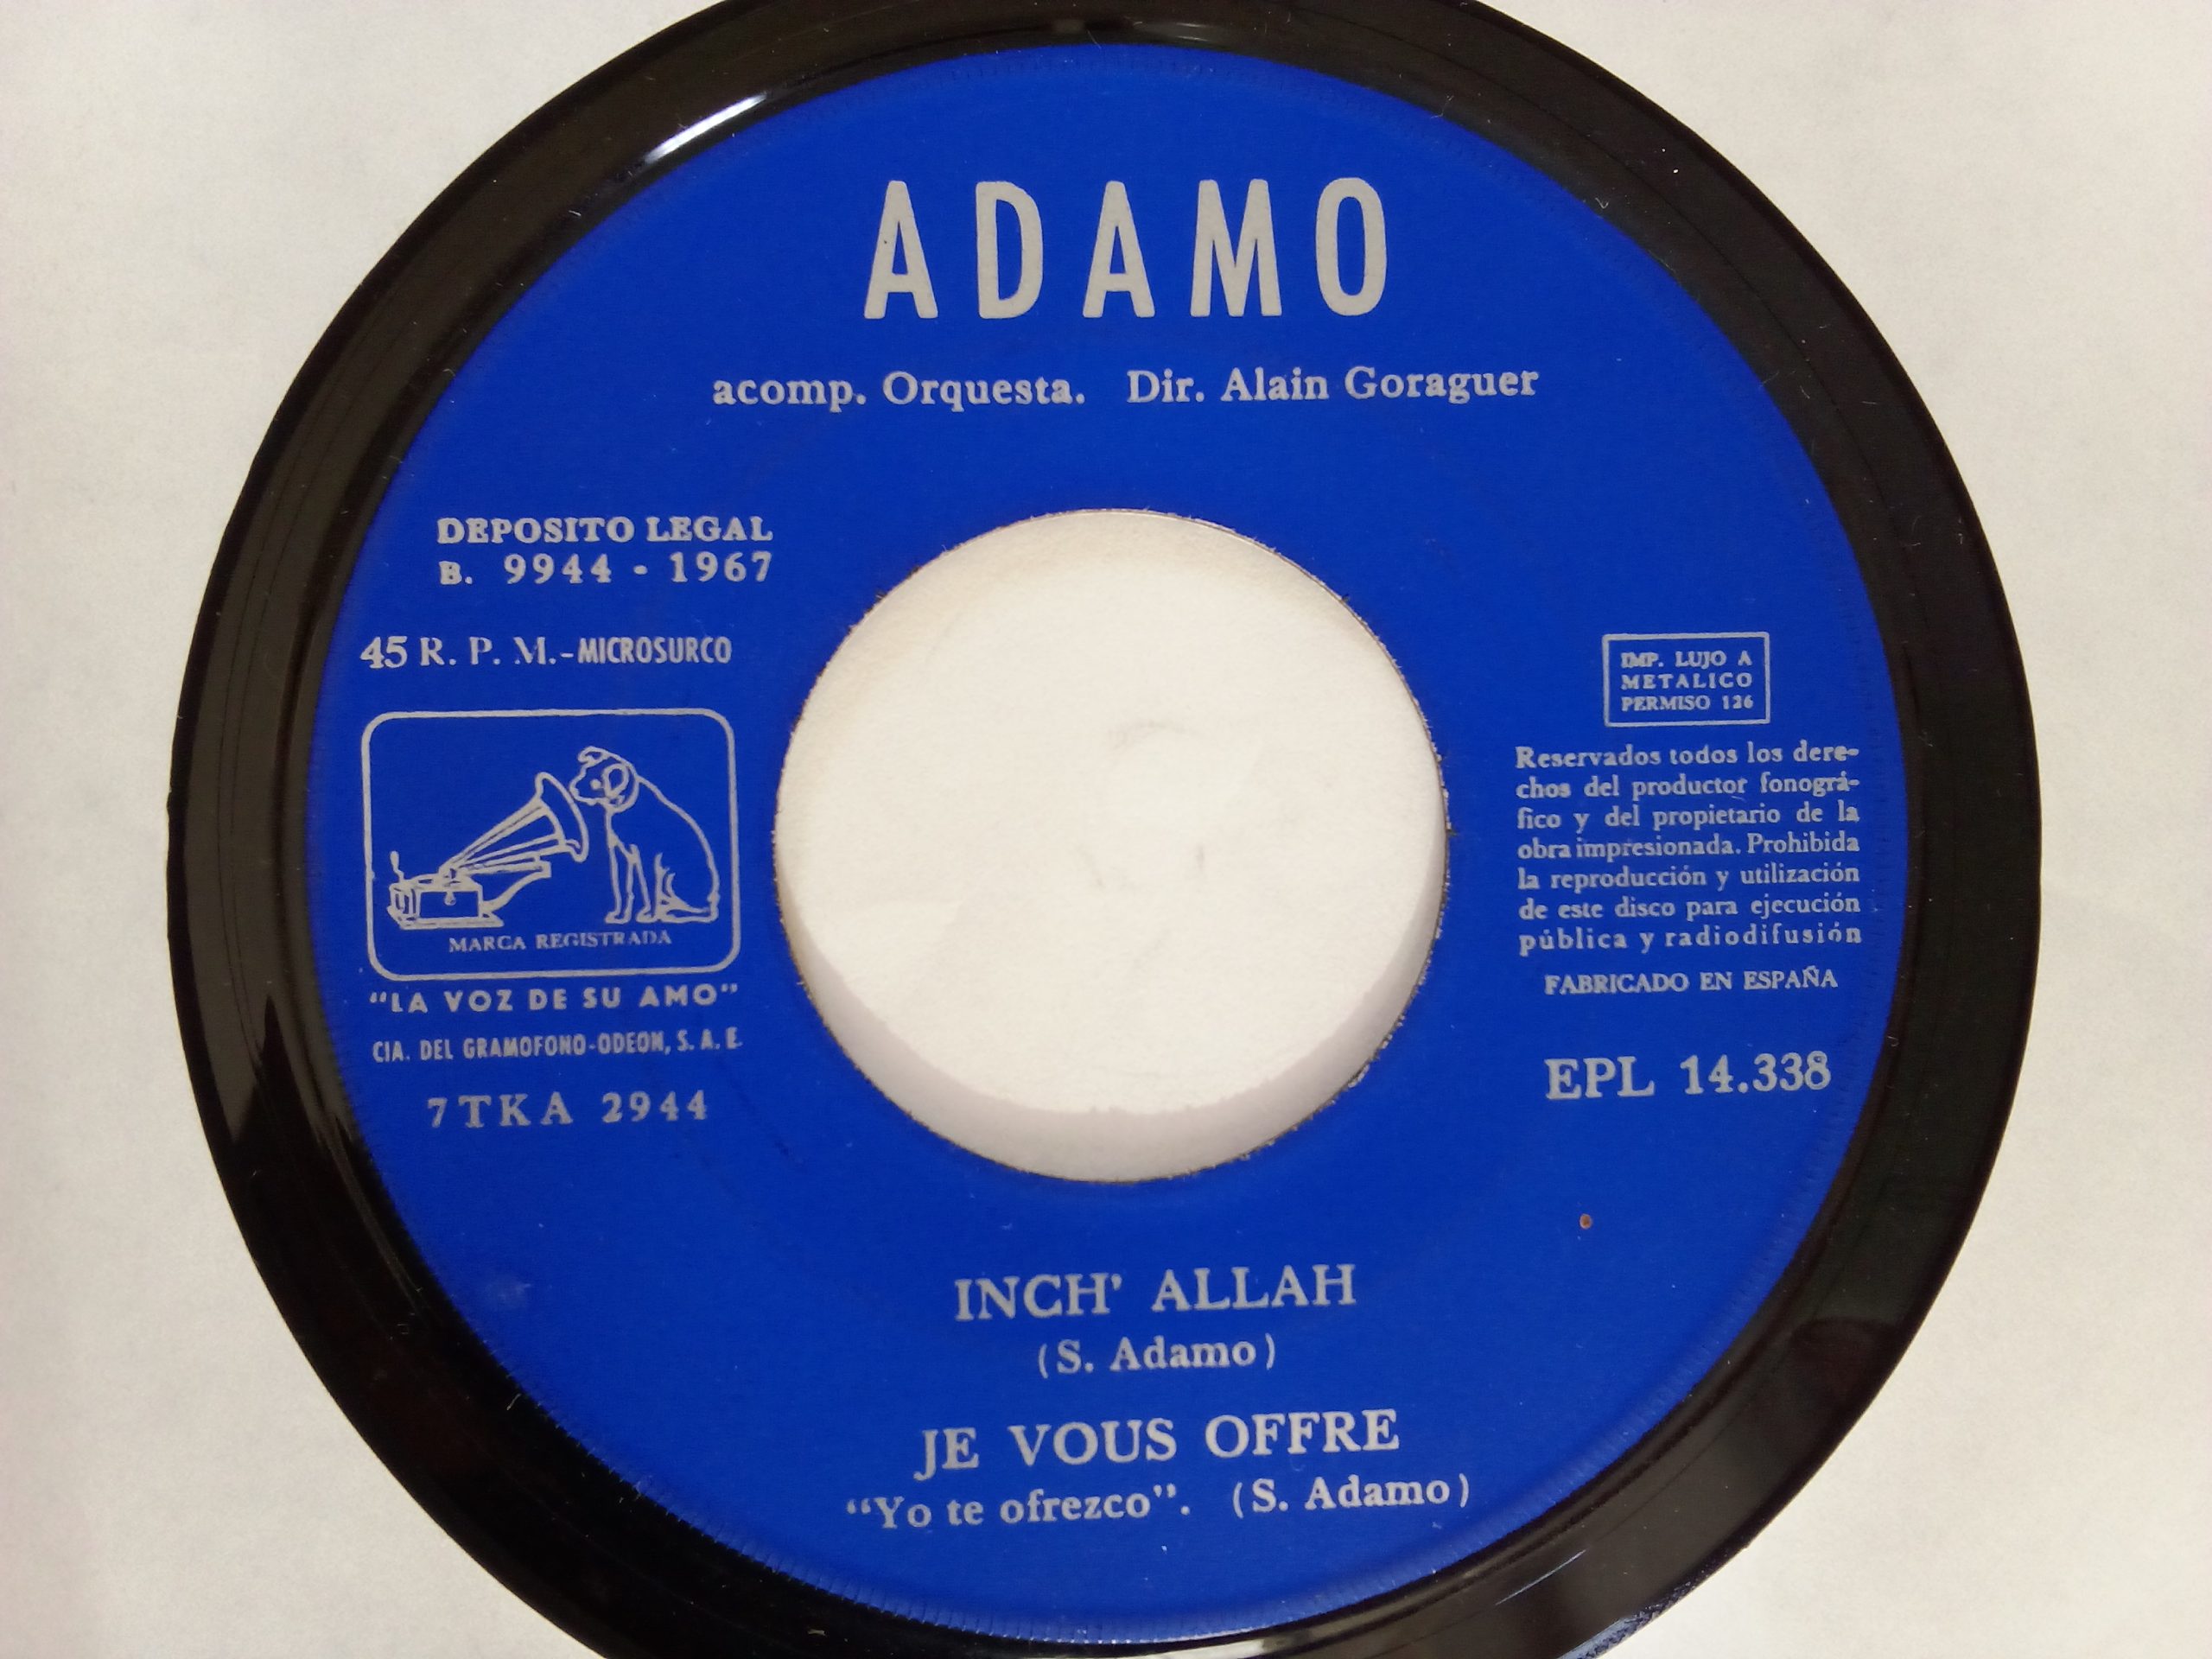 ADAMO
acomp. Orquesta. Dir. Alain Goraguer
DEPOSITO LEGAL
B. 9944 - 1967
45 R. P. M.-MICROSURCO
MARCA REGISTRADA
"LA VOZ DE SU AMO"
CIA. DEL GRAMOFONO-ODEON, S. A. E.
7TKA 2944
IMP. LUJO A
METALICO
PERMISO 126
Reservados todos los dere-
chos del productor fonográ-
fico y del propietario de la
obra impresionada. Prohibida
la reproducción y utilización
de este disco para ejecución
pública y radiodifusión
FABRICADO EN ESPAÑA
EPL 14.338
INCH' ALLAH
(S. Adamo)
JE VOUS OFFRE
"Yo te ofrezco". (S. Adamo)